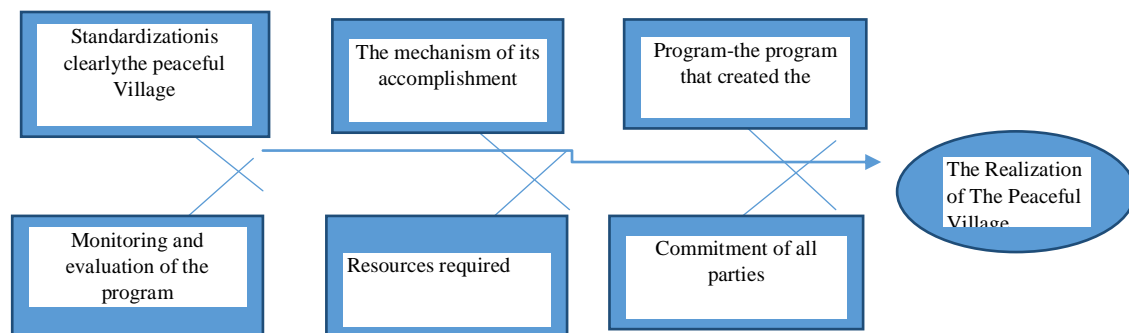 Standardizationis
clearlythe peaceful
Village
The mechanism of its
accomplishment
Program-the program
that created the
The Realization
of The Peaceful
Village
Monitoring and
evaluation of the
program
Resources required
Commitment of all
parties